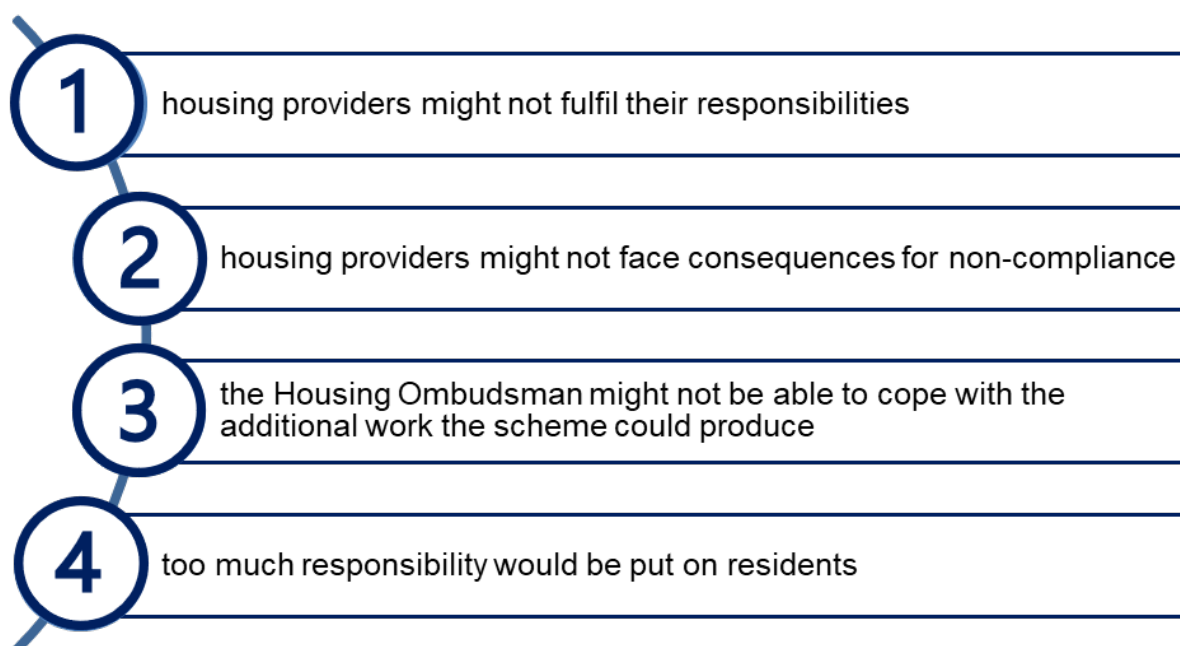 1
housing providers might not fulfil their responsibilities
2
housing providers might not face consequences for non-compliance
3
the Housing Ombudsman might not be able to cope with the
additional work the scheme could produce
4
too much responsibility would be put on residents